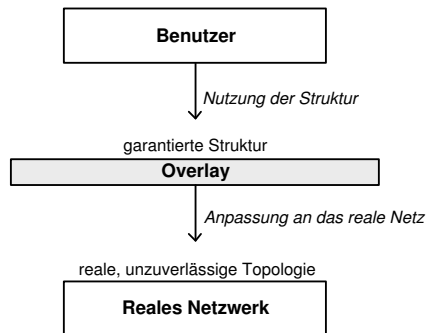 Benutzer
Nutzung der Struktur
garantierte Struktur
Overlay
Anpassung an das reale Netz
reale, unzuverlässige Topologie
Reales Netzwerk